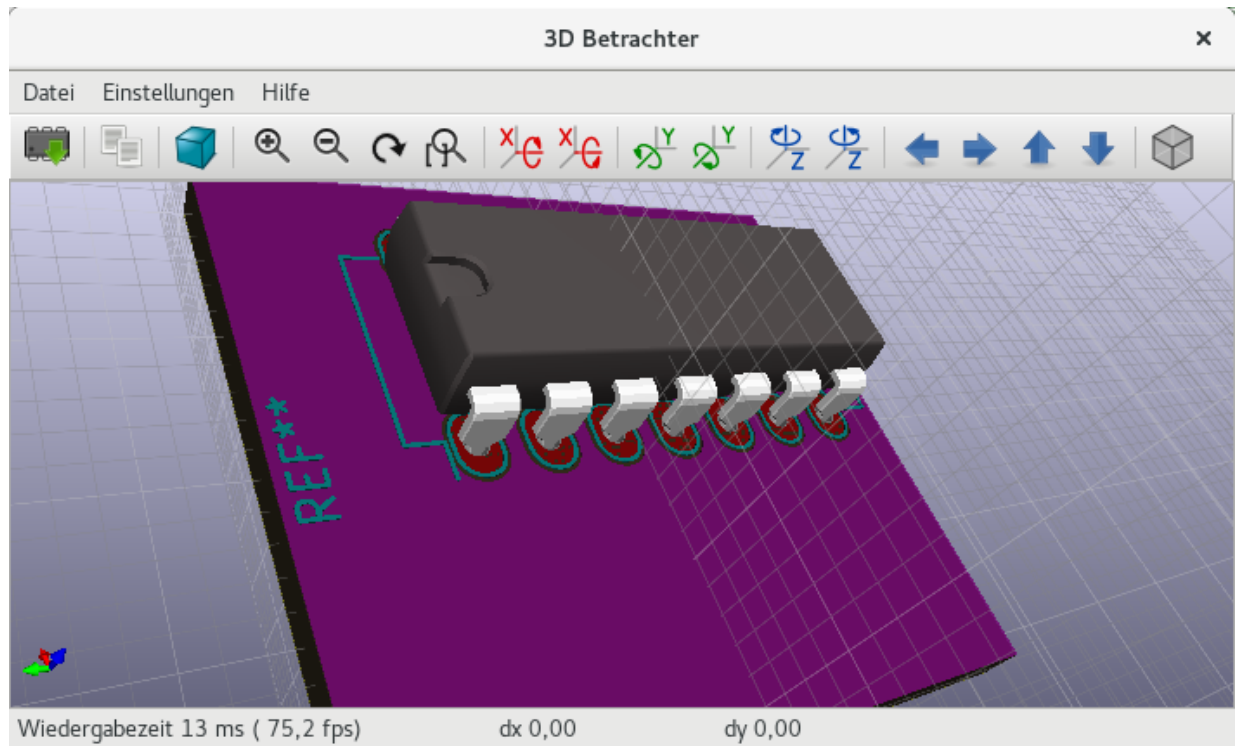 3D Betrachter
Datei Einstellungen Hilfe
X X Y Y Z Z
REF**
Wiedergabezeit 13 ms ( 75,2 fps) dx 0,00 dy 0,00